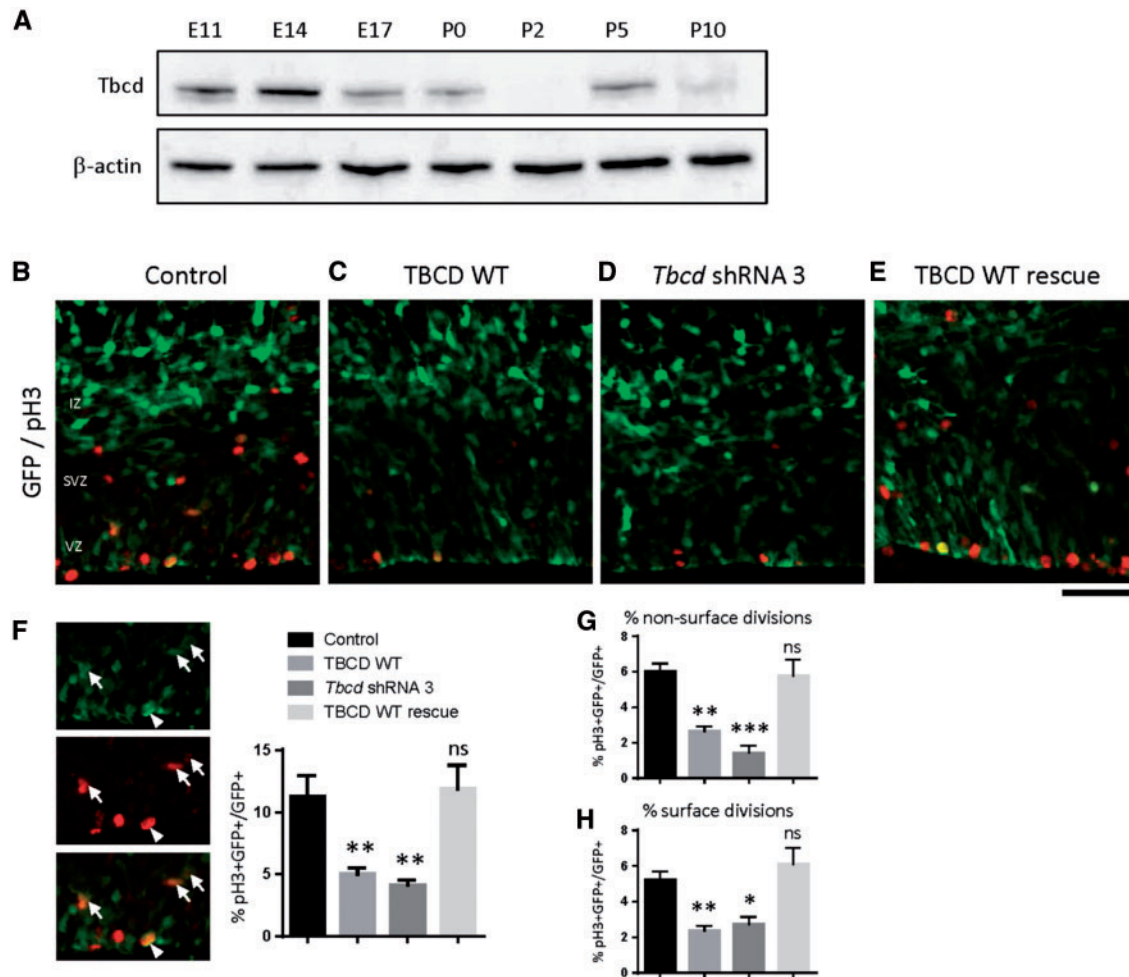 A
E11 E14 E17 P0 P2 P5 P10
Tbcd
β-actin
B Control
C TBCD WT
D Tbcd shRNA 3
E TBCD WT rescue
GFP / pH3
IZ
SVZ
VZ
F
Control
TBCD WT
Tbcd shRNA 3
TBCD WT rescue
% pH3+GFP+/GFP+
15
10
5
0
** ** ns
G
% non-surface divisions
% pH3+GFP+/GFP+
8
6
4
2
0
** *** ns
H
% surface divisions
% pH3+GFP+/GFP+
8
6
4
2
0
** * ns